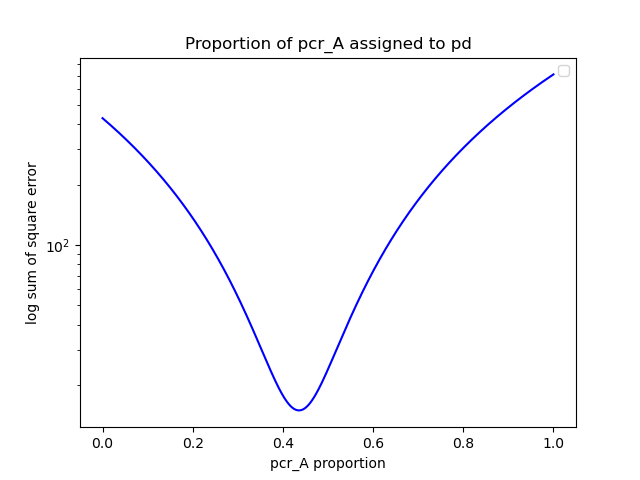 Proportion of pcr_A assigned to pd
log sum of square error
10²
0.0 0.2 0.4 0.6 0.8 1.0
pcr_A proportion